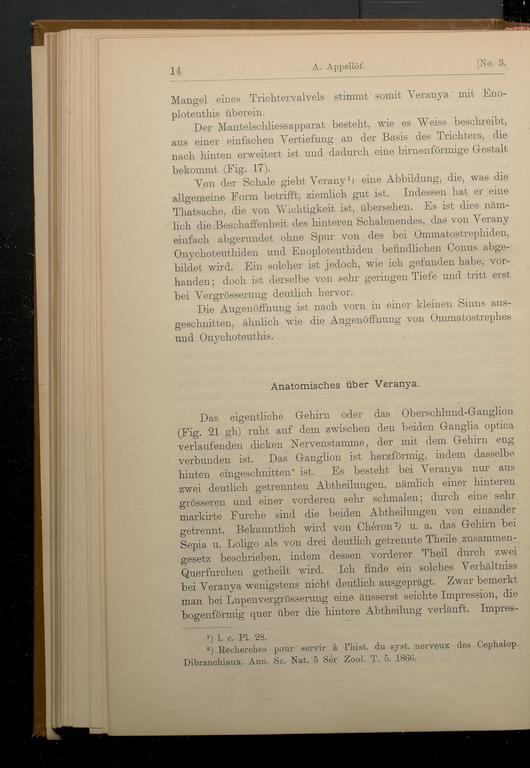 14 A. Appellöf. [No. 3.
Mangel eines Trichtervalvels stimmt somit Veranya mit Eno-
ploteuthis überein.
Der Mantelschliessapparat besteht, wie es Weiss beschreibt,
aus einer einfachen Vertiefung an der Basis des Trichters, die
nach hinten erweitert ist und dadurch eine birnenförmige Gestalt
bekommt (Fig. 17).
Von der Schale giebt Verany¹) eine Abbildung, die, was die
allgemeine Form betrifft, ziemlich gut ist. Indessen hat er eine
Thatsache, die von Wichtigkeit ist, übersehen. Es ist dies näm-
lich die Beschaffenheit des hinteren Schalenendes, das von Verany
einfach abgerundet ohne Spur von des bei Ommatostrephiden,
Onychoteuthiden und Enoploteuthiden befindlichen Conus abge-
bildet wird. Ein solcher ist jedoch, wie ich gefunden habe, vor-
handen; doch ist derselbe von sehr geringen Tiefe und tritt erst
bei Vergrösserung deutlich hervor.
Die Augenöffnung ist nach vorn in einer kleinen Sinus aus-
geschnitten, ähnlich wie die Augenöffnung von Ommatostrephes
und Onychoteuthis.
Anatomisches über Veranya.
Das eigentliche Gehirn oder das Oberschlund-Ganglion
(Fig. 21 gh) ruht auf dem zwischen den beiden Ganglia optica
verlaufenden dicken Nervenstamme, der mit dem Gehirn eng
verbunden ist. Das Ganglion ist herzförmig, indem dasselbe
hinten eingeschnitten ist. Es besteht bei Veranya nur aus
zwei deutlich getrennten Abtheilungen, nämlich einer hinteren
grösseren und einer vorderen sehr schmalen; durch eine sehr
markirte Furche sind die beiden Abtheilungen von einander
getrennt. Bekanntlich wird von Chéron²) u. a. das Gehirn bei
Sepia u. Loligo als von drei deutlich getrennte Theile zusammen-
gesetz beschrieben, indem dessen vorderer Theil durch zwei
Querfurchen getheilt wird. Ich finde ein solches Verhältniss
bei Veranya wenigstens nicht deutlich ausgeprägt. Zwar bemerkt
man bei Lupenvergrösserung eine äusserst seichte Impression, die
bogenförmig quer über die hintere Abtheilung verläuft. Impres-
¹) l. c. Pl. 28.
²) Recherches pour servir à l'hist. du syst. nerveux des Cephalop.
Dibranchiaux. Ann. Sc. Nat. 5 Sér Zool. T. 5. 1866.